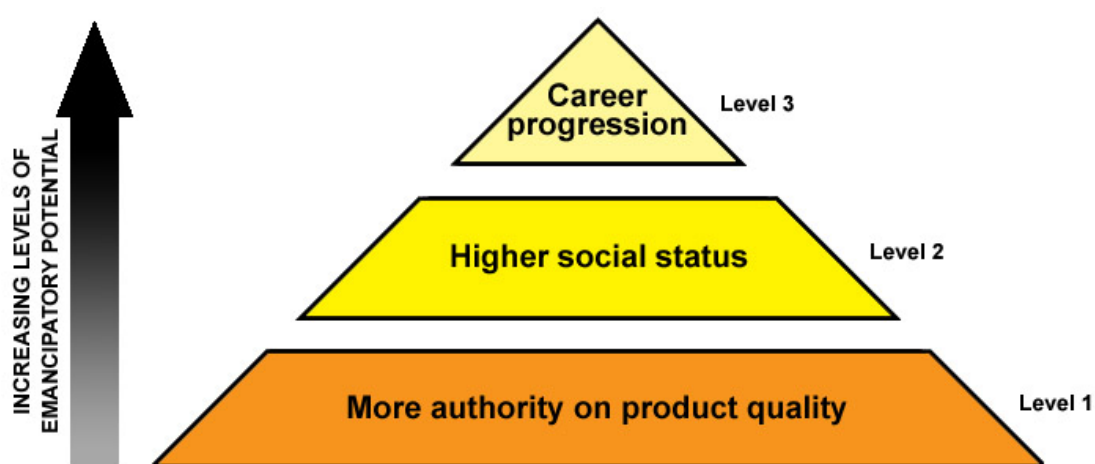 INCREASING LEVELS OF
EMANCIPATORY POTENTIAL
Career
progression
Level 3
Higher social status
Level 2
More authority on product quality
Level 1